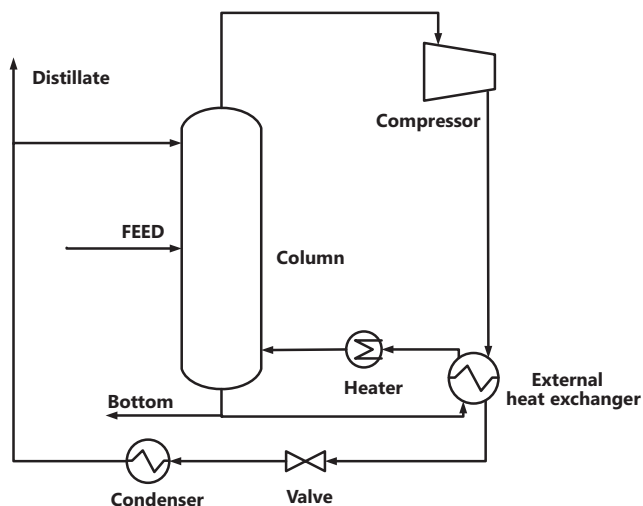 Distillate
Compressor
FEED
Column
Heater
External
heat exchanger
Bottom
Condenser
Valve